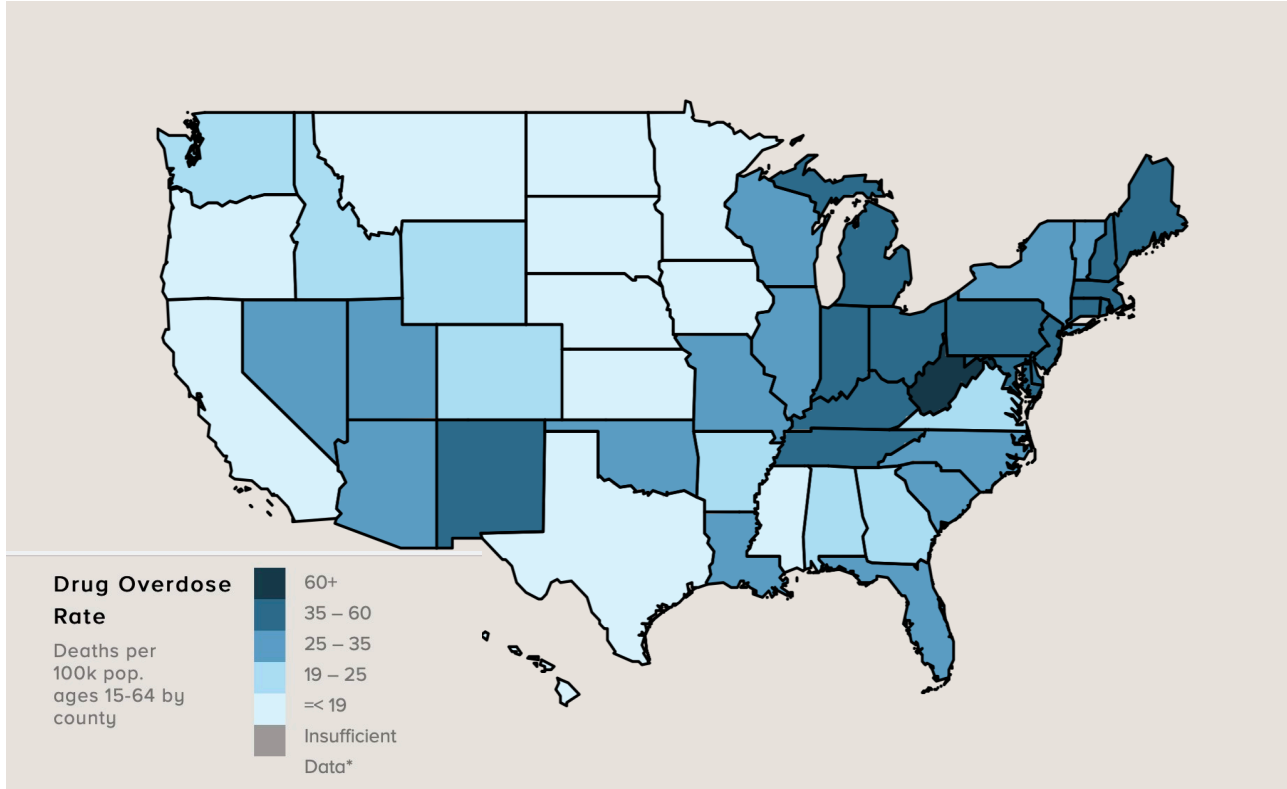 Drug Overdose
Rate
Deaths per
100k pop.
ages 15-64 by
county
60+
35 – 60
25 – 35
19 – 25
=< 19
Insufficient
Data*